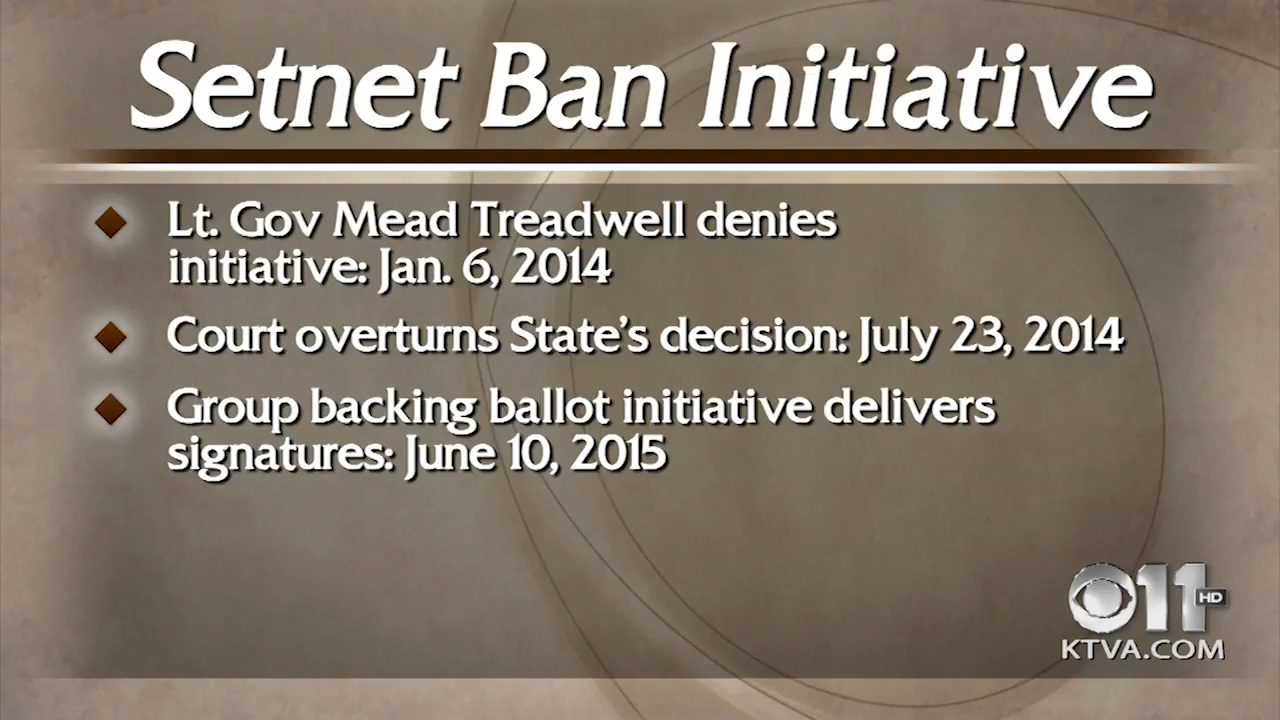 Setnet Ban Initiative
Lt. Gov Mead Treadwell denies
initiative: Jan. 6, 2014
Court overturns State's decision: July 23, 2014
Group backing ballot initiative delivers
signatures: June 10, 2015
11 HD
KTVA.COM